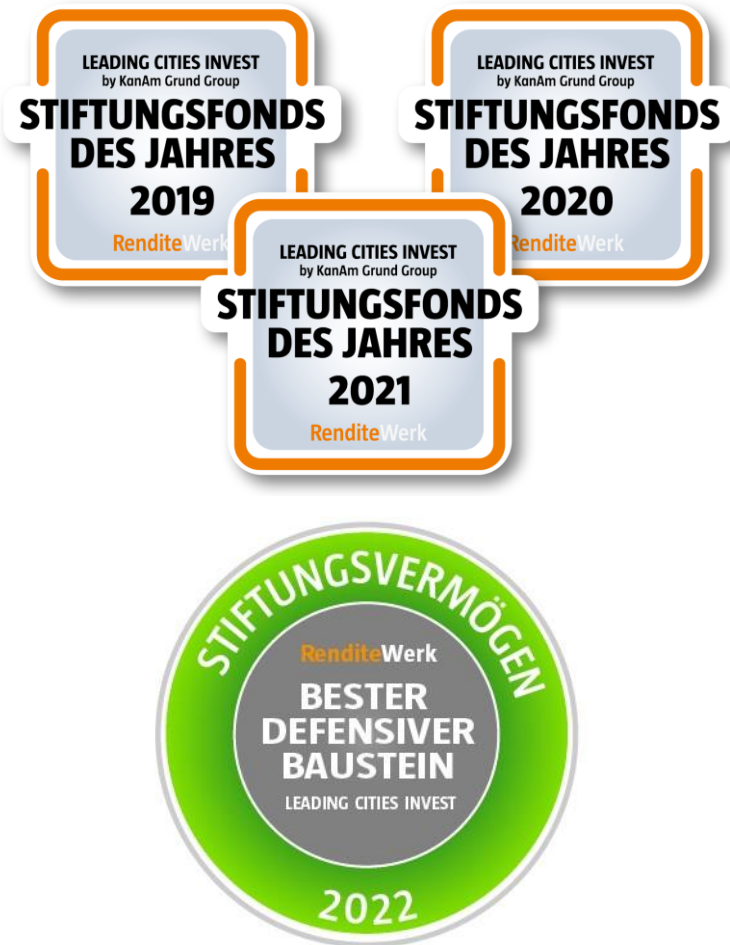 LEADING CITIES INVEST
by KanAm Grund Group
STIFTUNGSFONDS
DES JAHRES
2019
RenditeWerk
LEADING CITIES INVEST
by KanAm Grund Group
STIFTUNGSFONDS
DES JAHRES
2020
RenditeWerk
LEADING CITIES INVEST
by KanAm Grund Group
STIFTUNGSFONDS
DES JAHRES
2021
RenditeWerk
STIFTUNGSVERMÖGEN
RenditeWerk
BESTER
DEFENSIVER
BAUSTEIN
LEADING CITIES INVEST
2022